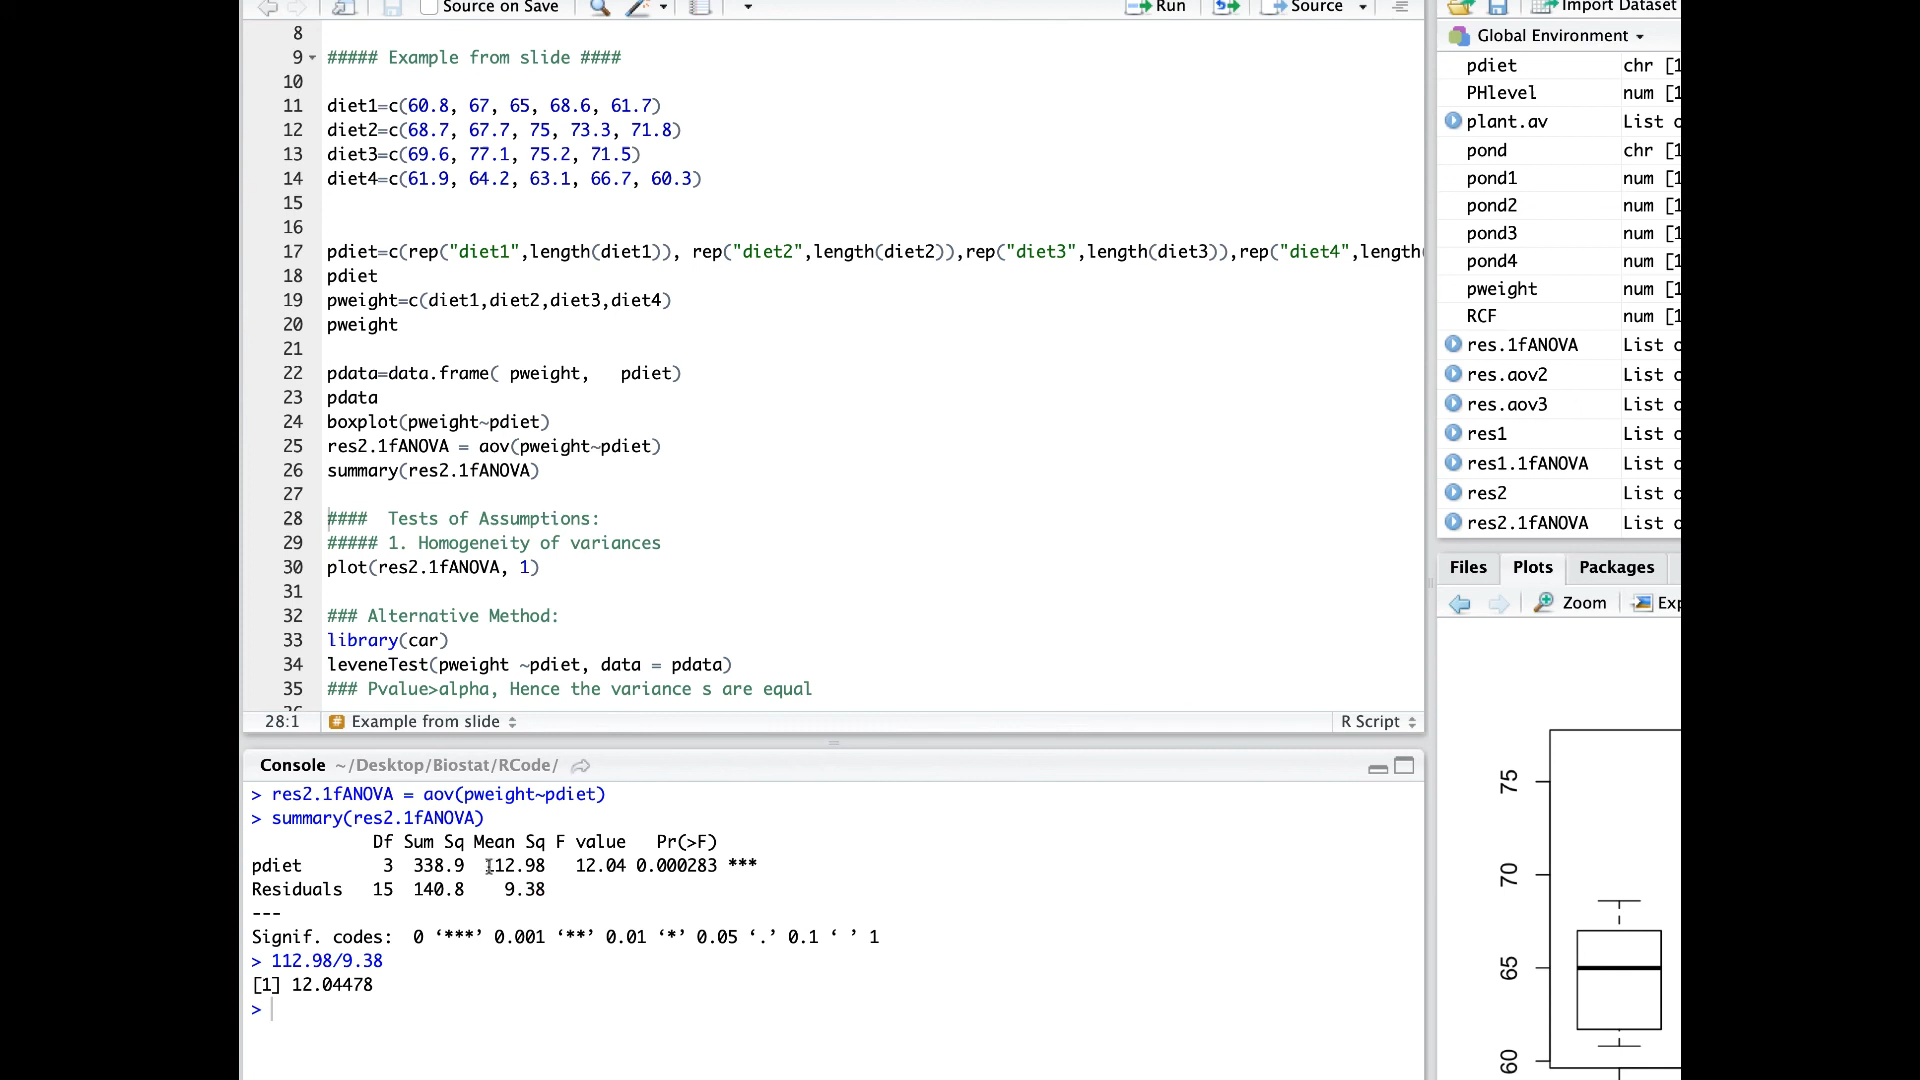 Source on Save
Run
Source
Import Dataset
Global Environment
8
9 ##### Example from slide ####
10
11 diet1=c(60.8, 67, 65, 68.6, 61.7)
12 diet2=c(68.7, 67.7, 75, 73.3, 71.8)
13 diet3=c(69.6, 77.1, 75.2, 71.5)
14 diet4=c(61.9, 64.2, 63.1, 66.7, 60.3)
15
16
17 pdiet=c(rep("diet1",length(diet1)), rep("diet2",length(diet2)),rep("diet3",length(diet3)),rep("diet4",length(
18 pdiet
19 pweight=c(diet1,diet2,diet3,diet4)
20 pweight
21
22 pdata=data.frame( pweight,   pdiet)
23 pdata
24 boxplot(pweight~pdiet)
25 res2.1fANOVA = aov(pweight~pdiet)
26 summary(res2.1fANOVA)
27
28 ####  Tests of Assumptions:
29 ##### 1. Homogeneity of variances
30 plot(res2.1fANOVA, 1)
31
32 ### Alternative Method:
33 library(car)
34 leveneTest(pweight ~pdiet, data = pdata)
35 ### Pvalue>alpha, Hence the variance s are equal
28:1 Example from slide R Script
Console ~/Desktop/Biostat/RCode/
> res2.1fANOVA = aov(pweight~pdiet)
> summary(res2.1fANOVA)
Df Sum Sq Mean Sq F value Pr(>F)
pdiet 3 338.9 112.98 12.04 0.000283 ***
Residuals 15 140.8 9.38
---
Signif. codes: 0 ‘***’ 0.001 ‘**’ 0.01 ‘*’ 0.05 ‘.’ 0.1 ‘ ’ 1
> 112.98/9.38
[1] 12.04478
>
pdiet chr [1
PHlevel num [1
plant.av List o
pond chr [1
pond1 num [1
pond2 num [1
pond3 num [1
pond4 num [1
pweight num [1
RCF num [1
res.1fANOVA List o
res.aov2 List o
res.aov3 List o
res1 List o
res1.1fANOVA List o
res2 List o
res2.1fANOVA List o
Files Plots Packages
Zoom Exp
75
70
65
60